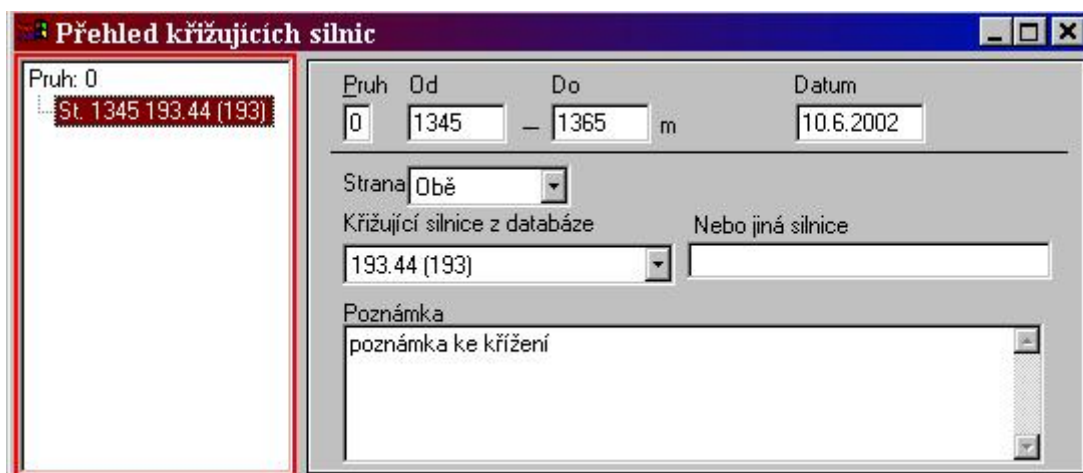 Přehled křižujících silnic
Pruh: 0
St. 1345 193.44 (193)
Pruh Od Do Datum
0 1345 – 1365 m 10.6.2002
Strana Obě
Křižující silnice z databáze Nebo jiná silnice
193.44 (193)
Poznámka
poznámka ke křížení